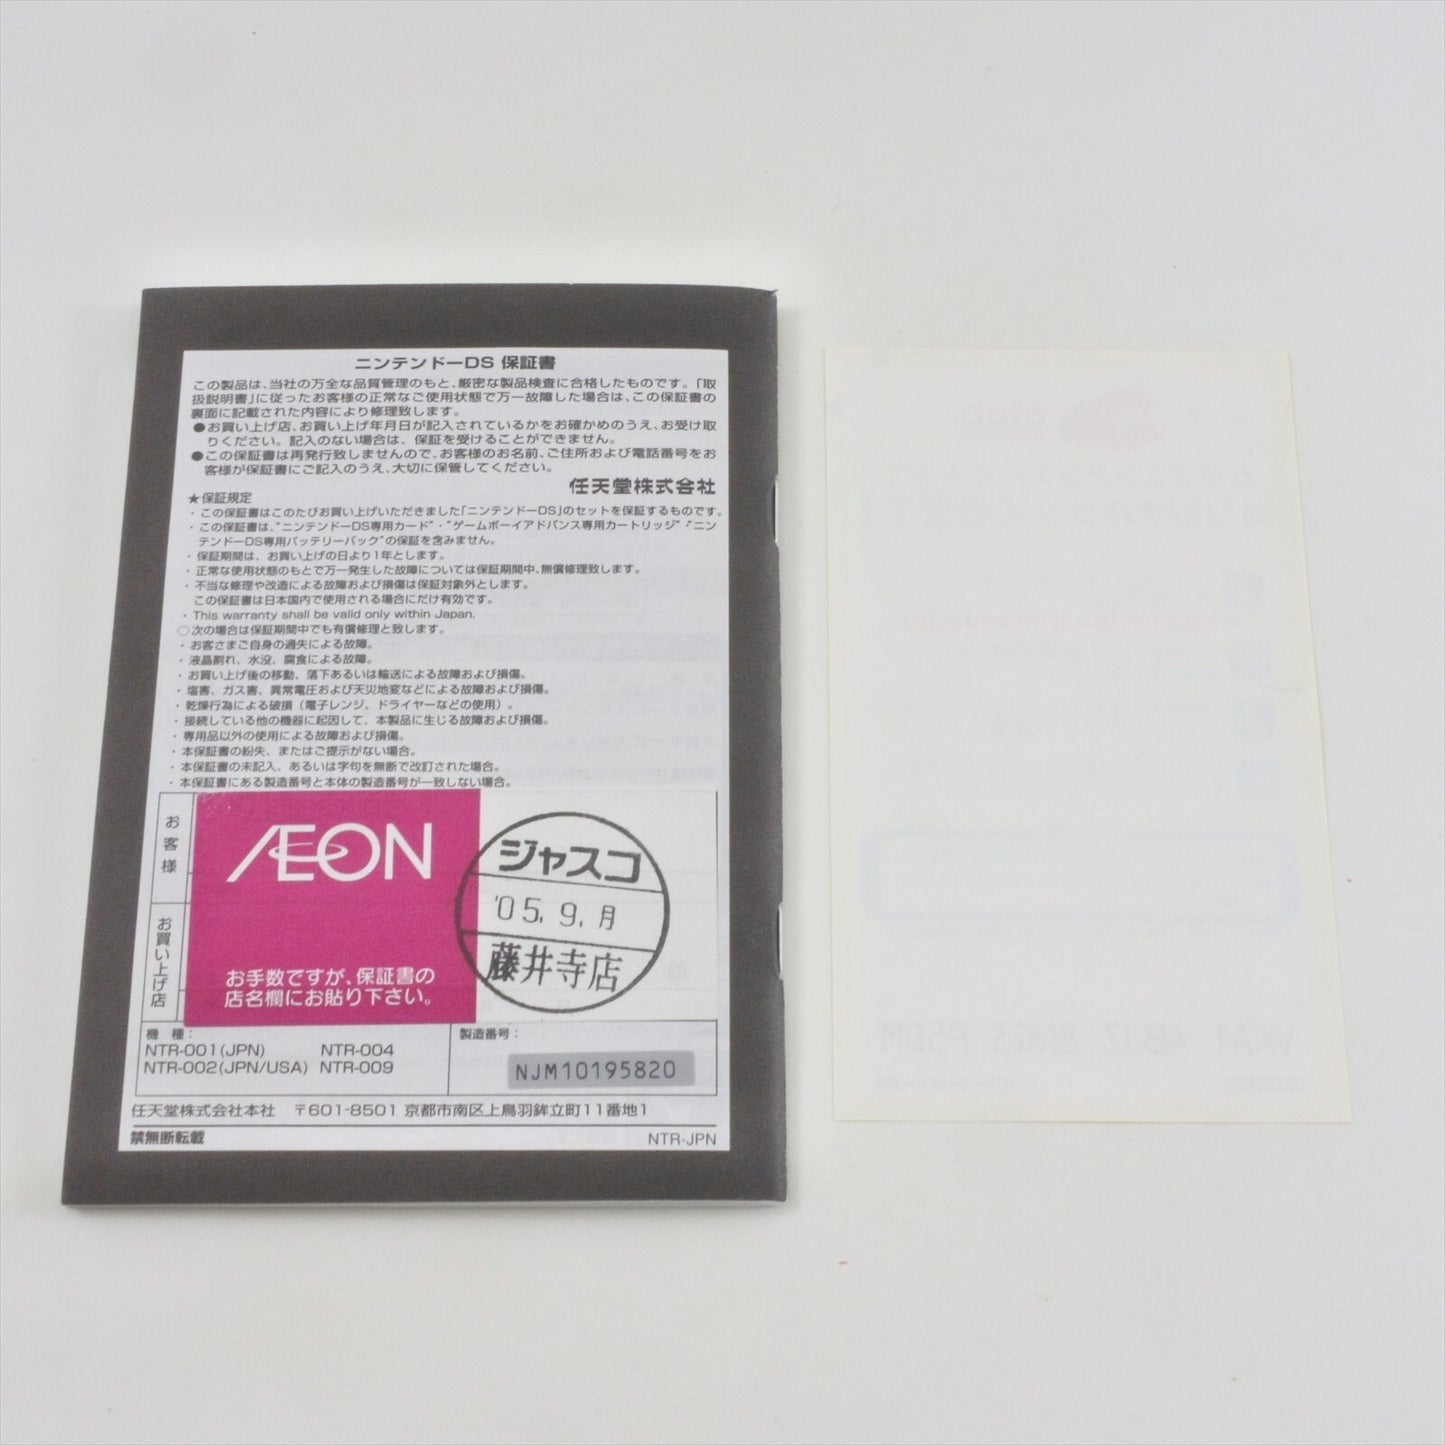 ニンテンドーDS 保証書
この製品は、当社の万全な品質管理のもと、厳密な製品検査に合格したものです。「取
扱説明書」に従ったお客様の正常なご使用状態で万一故障した場合は、この保証書の
裏面に記載された内容により修理致します。
●お買い上げ店、お買い上げ年月日が記入されているかをお確かめのうえ、お受け取
りください。記入のない場合は、保証を受けることができません。
●この保証書は再発行致しませんので、お客様のお名前、ご住所および電話番号をお
客様が保証書にご記入のうえ、大切に保管してください。
任天堂株式会社
★保証規定
・この保証書はこのたびお買い上げいただきました「ニンテンドーDS」のセットを保証するものです。
・この保証書は、“ニンテンドーDS専用カード”・“ゲームボーイアドバンス専用カートリッジ”・“ニン
テンドーDS専用バッテリーパック”の保証を含みません。
・保証期間は、お買い上げの日より1年とします。
・正常な使用状態のもとで万一発生した故障については保証期間中、無償修理致します。
・不当な修理や改造による故障および損傷は保証対象外とします。
この保証書は日本国内で使用される場合にだけ有効です。
・This warranty shall be valid only within Japan.
○次の場合は保証期間中でも有償修理と致します。
・お客さまご自身の過失による故障。
・液晶割れ、水没、腐食による故障。
・お買い上げ後の移動、落下あるいは輸送による故障および損傷。
・塩害、ガス害、異常電圧および天災地変などによる故障および損傷。
・乾燥行為による破損（電子レンジ、ドライヤーなどの使用）。
・接続している他の機器に起因して、本製品に生じる故障および損傷。
・専用品以外の使用による故障および損傷。
・本保証書の紛失、またはご提示がない場合。
・本保証書の未記入、あるいは字句を無断で改訂された場合。
・本保証書にある製造番号と本体の製造番号が一致しない場合。
お客様
お買い上げ店
ÆON
お手数ですが、保証書の
店名欄にお貼り下さい。
ジャスコ
'05. 9. 月
藤井寺店
機 種：
NTR-001(JPN) NTR-004
NTR-002(JPN/USA) NTR-009
製造番号：
NJM10195820
任天堂株式会社本社 〒601-8501 京都市南区上鳥羽鉾立町11番地1
禁無断転載 NTR-JPN